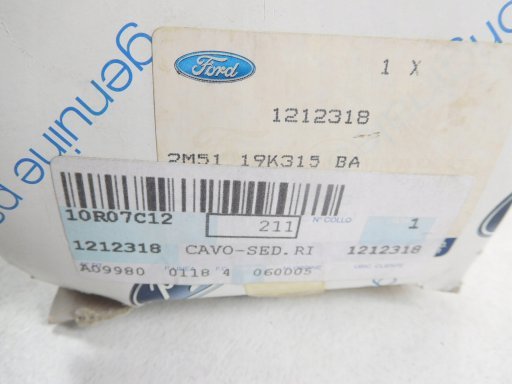 genuine
Ford
1 X
1212318
2M51 19K315 BA
10R07C12
211
N° COLLO
1
1212318 CAVO-SED.RI 1212318
A09980 0118 4 060005